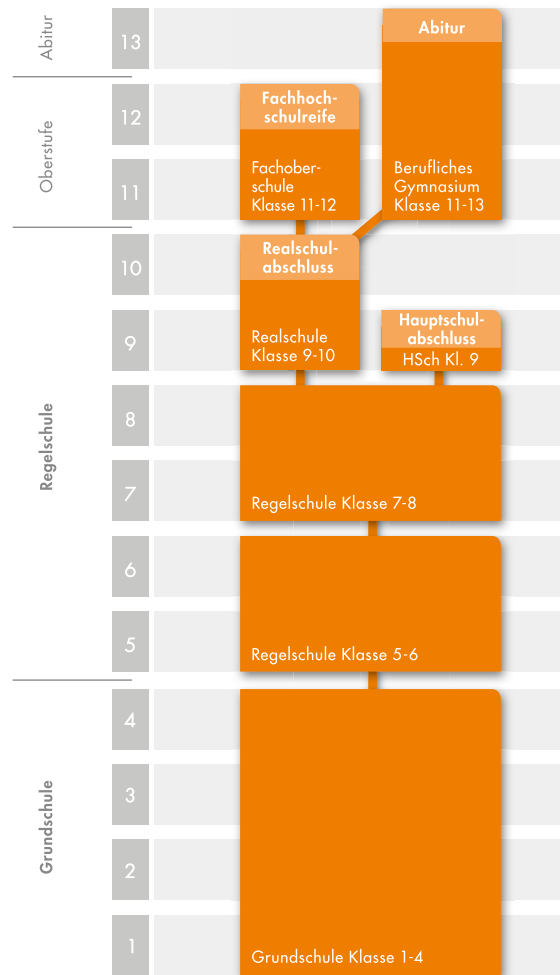 Abitur
13
Abitur
12
Fachhoch-
schulreife
Oberstufe
11
Fachober-
schule
Klasse 11-12
Berufliches
Gymnasium
Klasse 11-13
10
Realschul-
abschluss
9
Realschule
Klasse 9-10
Hauptschul-
abschluss
HSch Kl. 9
Regelschule
8
7
Regelschule Klasse 7-8
6
5
Regelschule Klasse 5-6
4
Grundschule
3
2
1
Grundschule Klasse 1-4